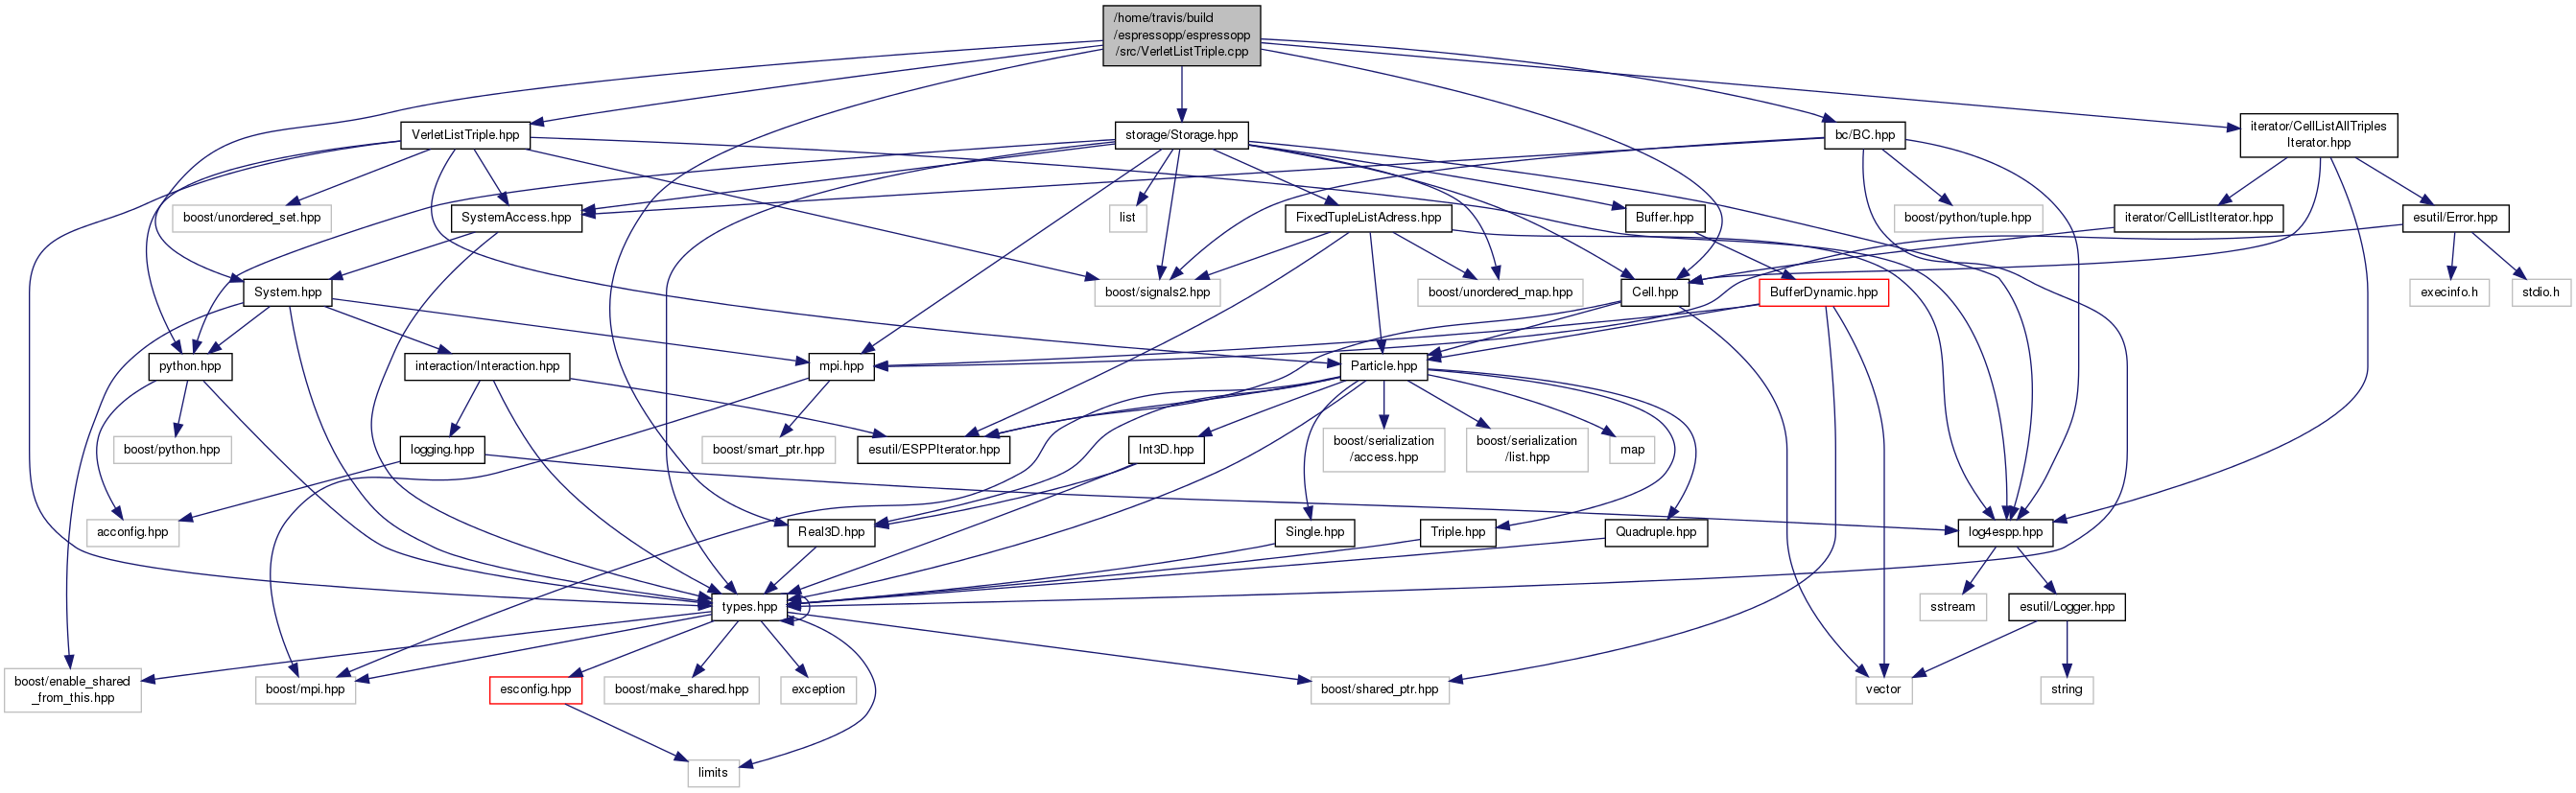 /home/travis/build
/espressopp/espressopp
/src/VerletListTriple.cpp
VerletListTriple.hpp
storage/Storage.hpp
bc/BC.hpp
iterator/CellListAllTriples
Iterator.hpp
boost/unordered_set.hpp
SystemAccess.hpp
list
FixedTupleListAdress.hpp
Buffer.hpp
boost/python/tuple.hpp
iterator/CellListIterator.hpp
esutil/Error.hpp
System.hpp
boost/signals2.hpp
boost/unordered_map.hpp
Cell.hpp
BufferDynamic.hpp
execinfo.h
stdio.h
python.hpp
interaction/Interaction.hpp
mpi.hpp
Particle.hpp
boost/python.hpp
logging.hpp
boost/smart_ptr.hpp
esutil/ESPPIterator.hpp
Int3D.hpp
boost/serialization
/access.hpp
boost/serialization
/list.hpp
map
acconfig.hpp
Real3D.hpp
Single.hpp
Triple.hpp
Quadruple.hpp
log4espp.hpp
types.hpp
sstream
esutil/Logger.hpp
boost/enable_shared
_from_this.hpp
boost/mpi.hpp
esconfig.hpp
boost/make_shared.hpp
exception
boost/shared_ptr.hpp
vector
string
limits